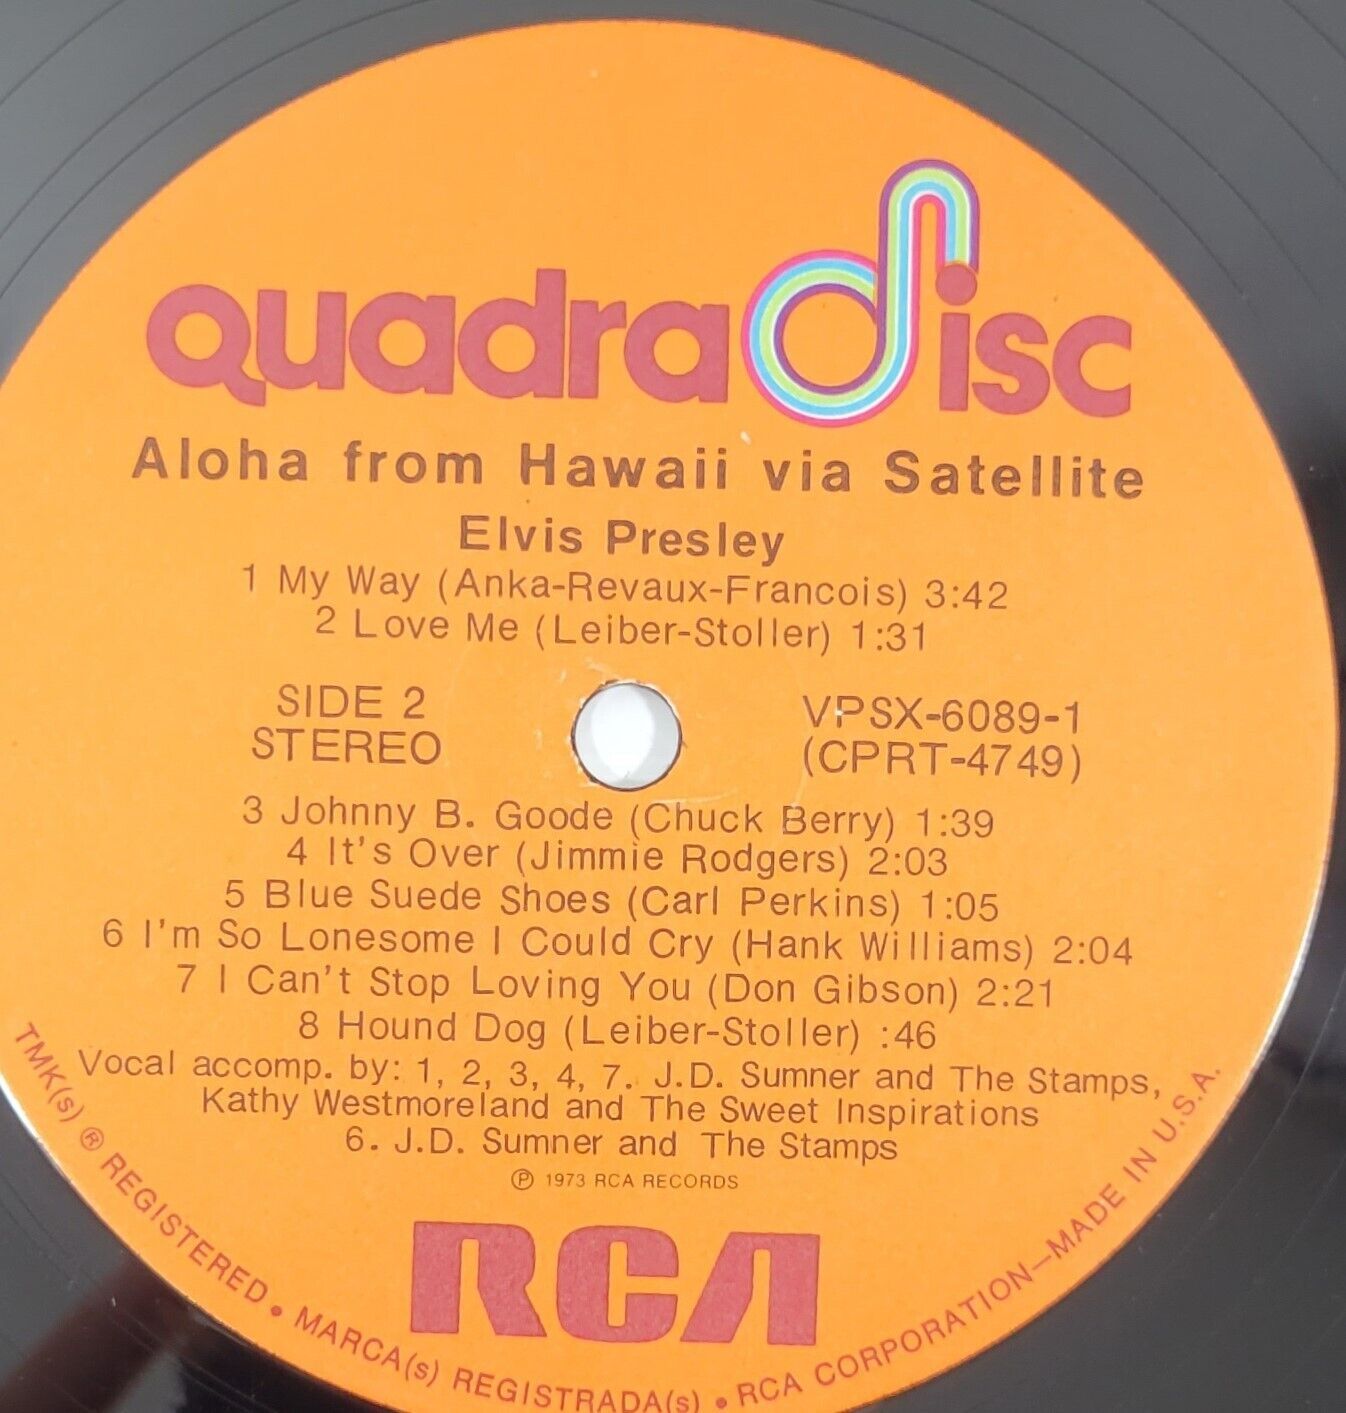 quadradisc
Aloha from Hawaii via Satellite
Elvis Presley
1 My Way (Anka-Revaux-Francois) 3:42
2 Love Me (Leiber-Stoller) 1:31
SIDE 2
STEREO
VPSX-6089-1
(CPRT-4749)
3 Johnny B. Goode (Chuck Berry) 1:39
4 It's Over (Jimmie Rodgers) 2:03
5 Blue Suede Shoes (Carl Perkins) 1:05
6 I'm So Lonesome I Could Cry (Hank Williams) 2:04
7 I Can't Stop Loving You (Don Gibson) 2:21
8 Hound Dog (Leiber-Stoller) :46
Vocal accomp. by: 1, 2, 3, 4, 7. J.D. Sumner and The Stamps,
Kathy Westmoreland and The Sweet Inspirations
6. J.D. Sumner and The Stamps
℗ 1973 RCA RECORDS
RCA
TMK(s) ® REGISTERED • MARCA(s) REGISTRADA(s) • RCA CORPORATION—MADE IN U.S.A.